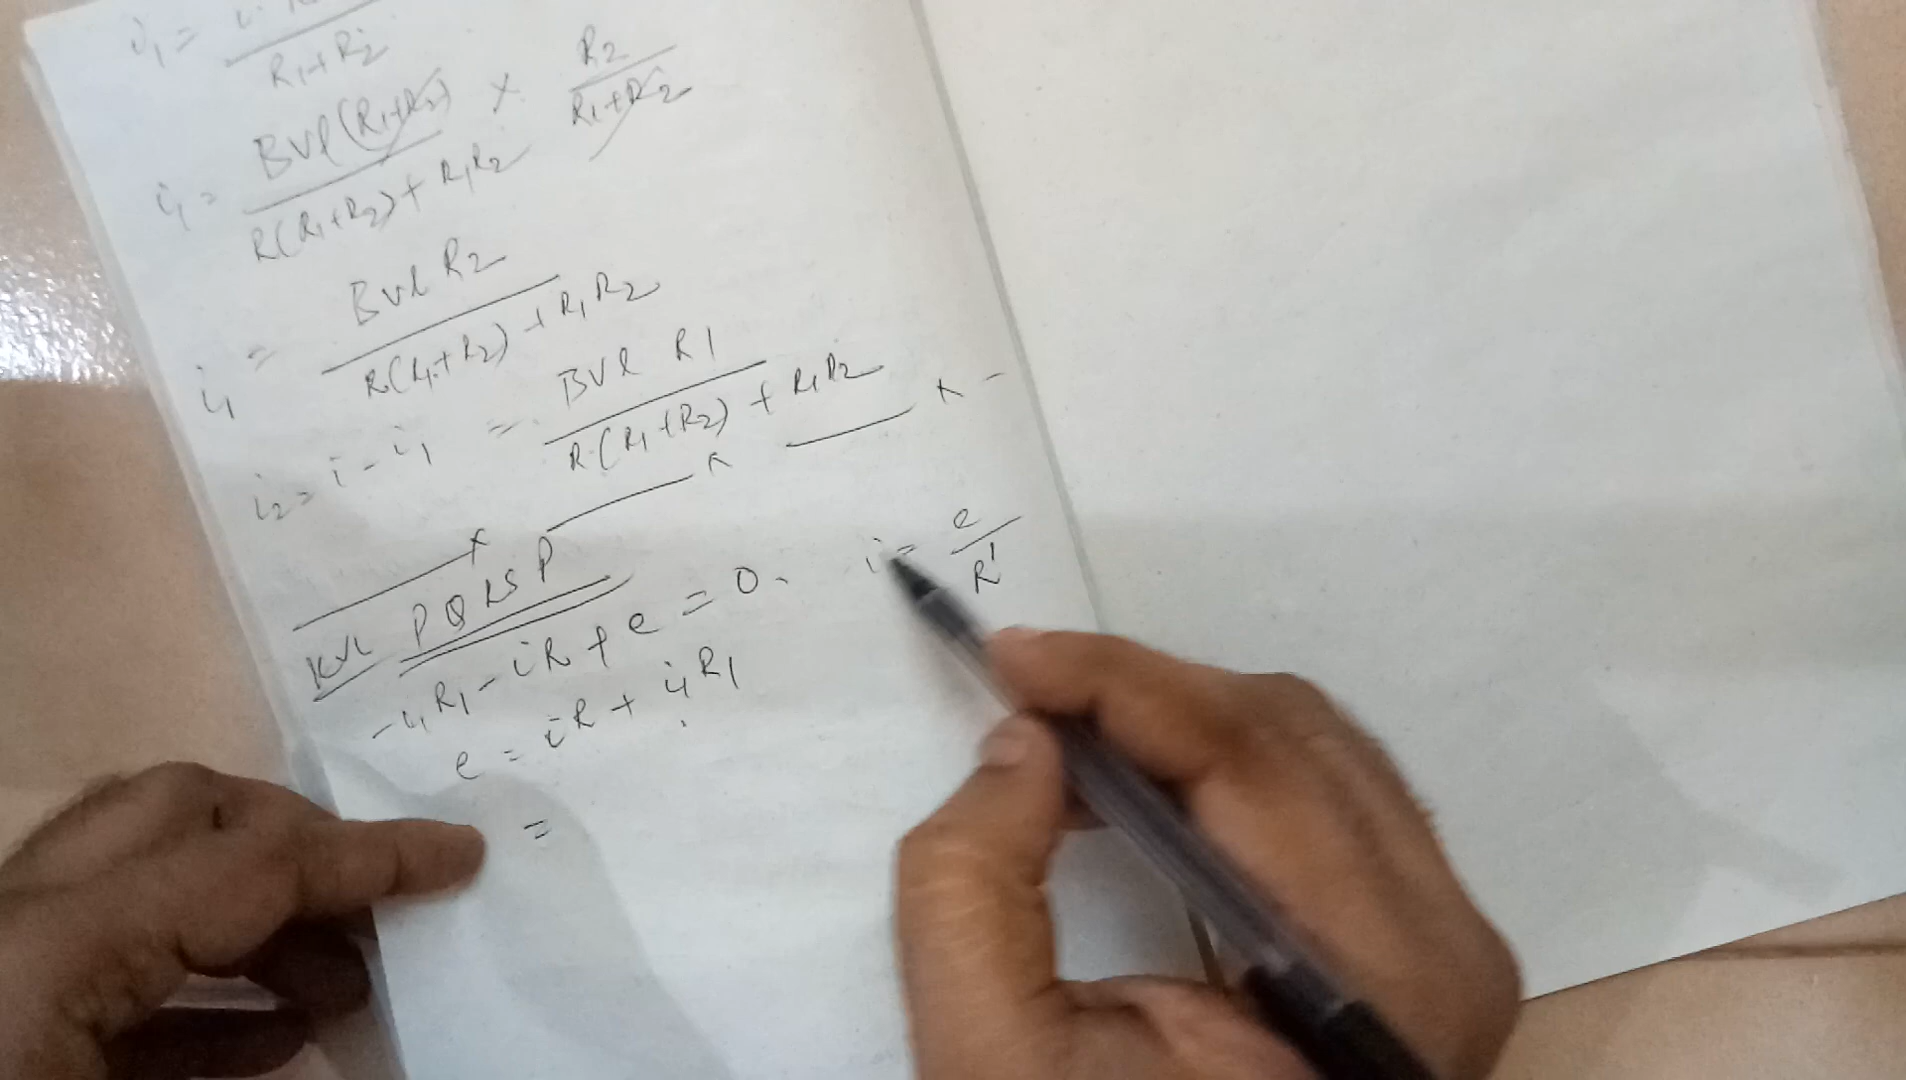 i₁ = / R₁+R₂
i₁ = BVl(R₁+R₂) / R(R₁+R₂)+R₁R₂ × R₂ / R₁+R₂
i₁ = BVl R₂ / R(R₁+R₂)+R₁R₂
i₂ = i - i₁ = BVl R1 / R(R₁+R₂) + R₁R₂
KVL PQRSP
-i₁R₁ - iR + e = 0. i = e / R'
e = iR + i₁R₁
=